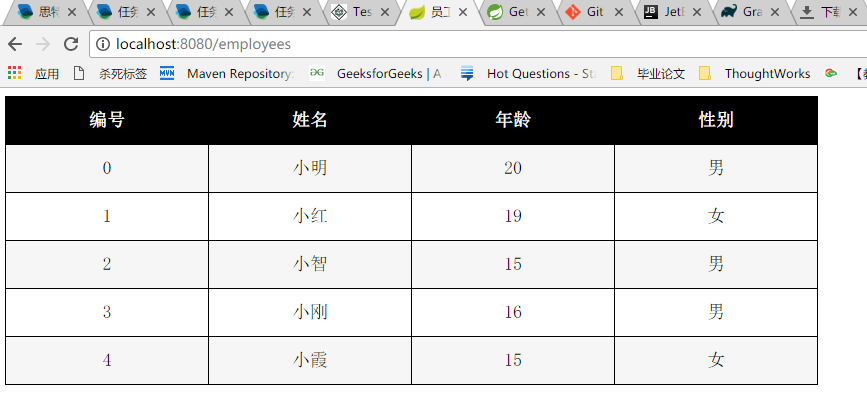 思特 任务 任务 任务 Tes 员工 Get Git JetB Gra 下载
localhost:8080/employees
应用 杀死标签 Maven Repository: GeeksforGeeks | A Hot Questions - St 毕业论文 ThoughtWorks
编号 姓名 年龄 性别
0 小明 20 男
1 小红 19 女
2 小智 15 男
3 小刚 16 男
4 小霞 15 女